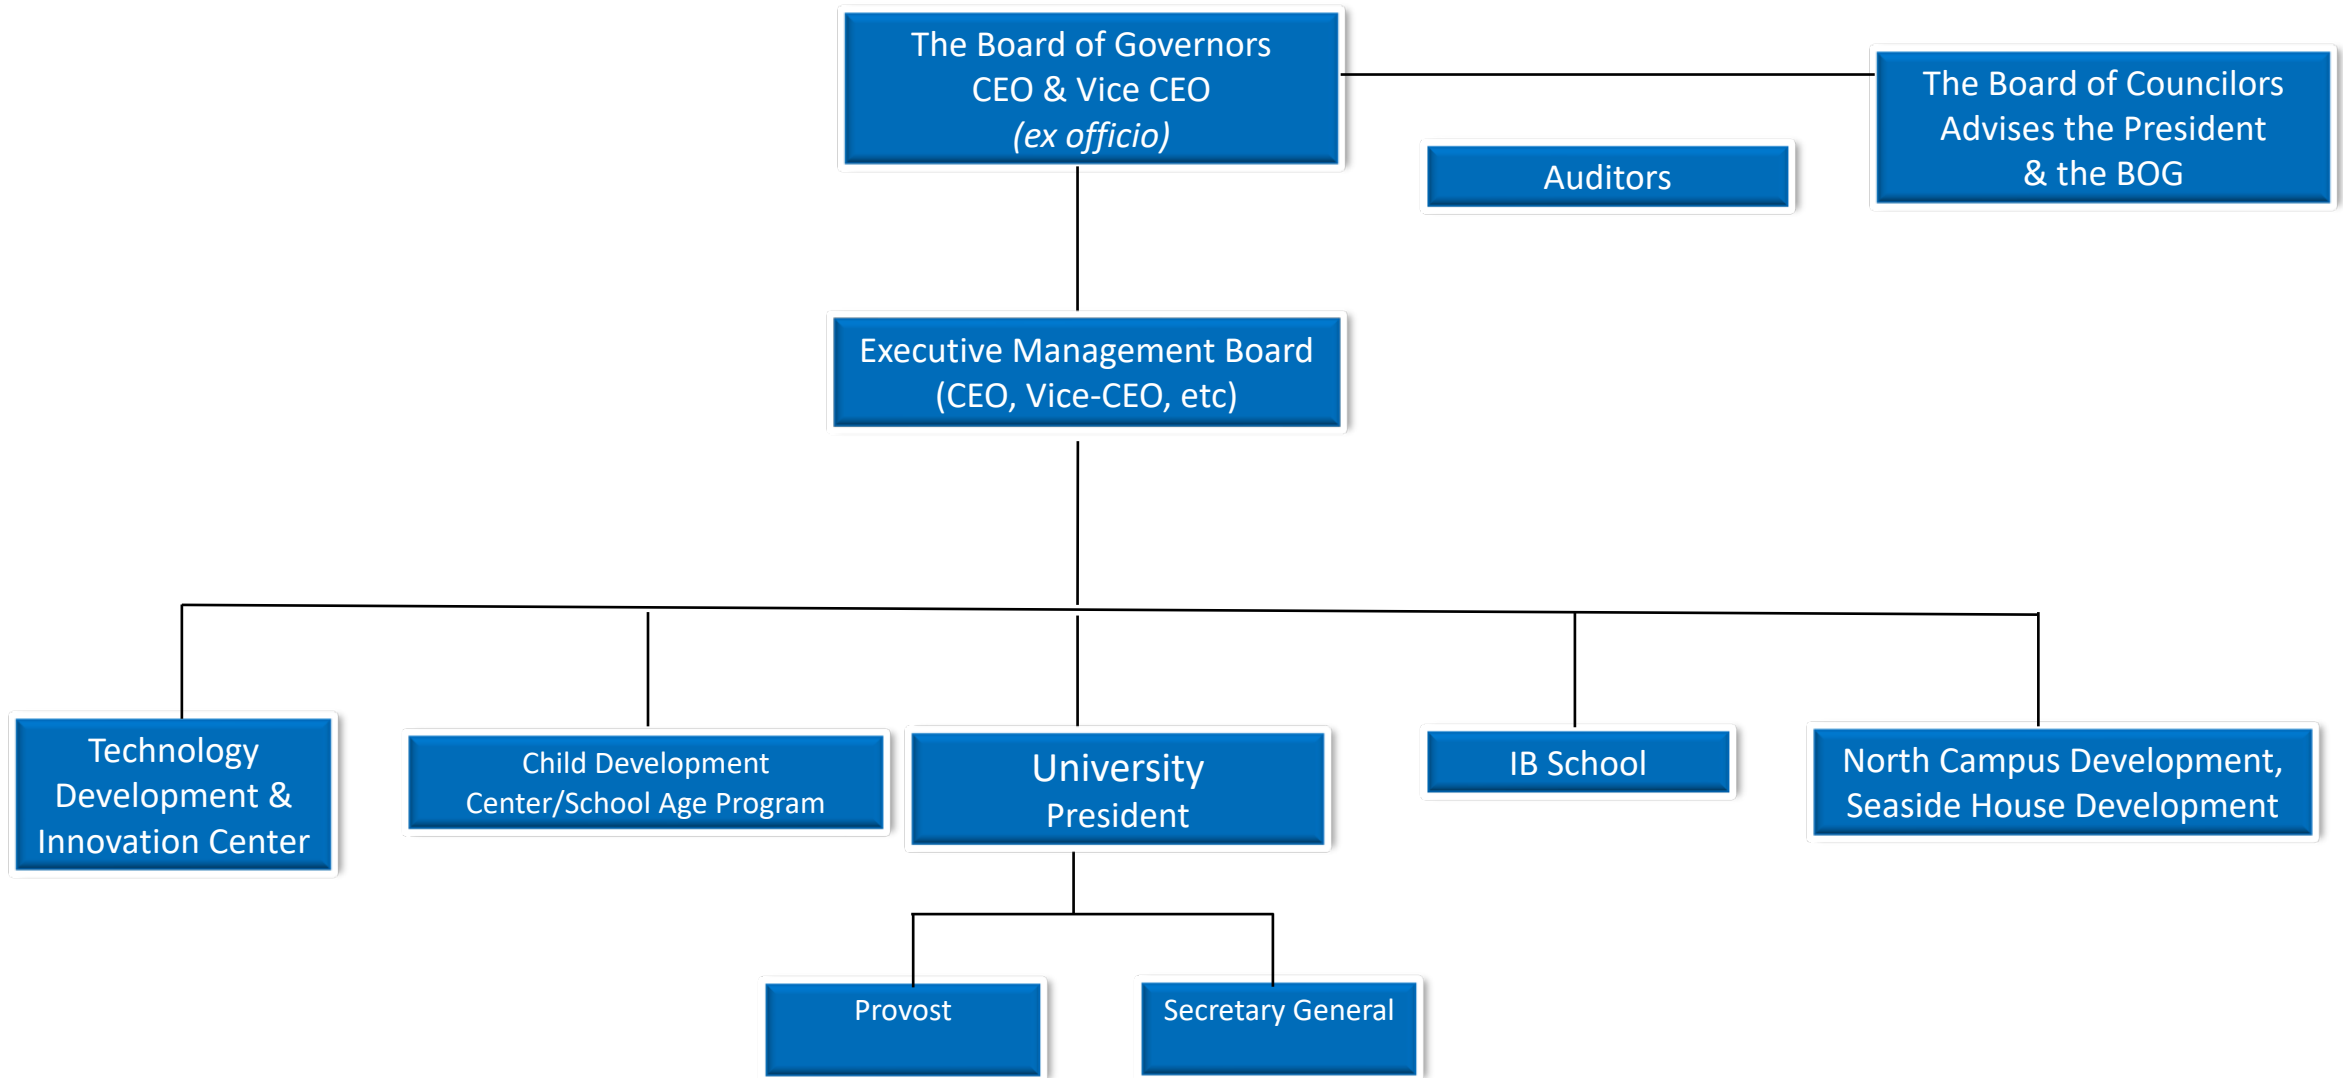 The Board of Governors
CEO & Vice CEO
(ex officio)
The Board of Councilors
Advises the President
& the BOG
Auditors
Executive Management Board
(CEO, Vice-CEO, etc)
Technology
Development &
Innovation Center
Child Development
Center/School Age Program
University
President
IB School
North Campus Development,
Seaside House Development
Provost
Secretary General